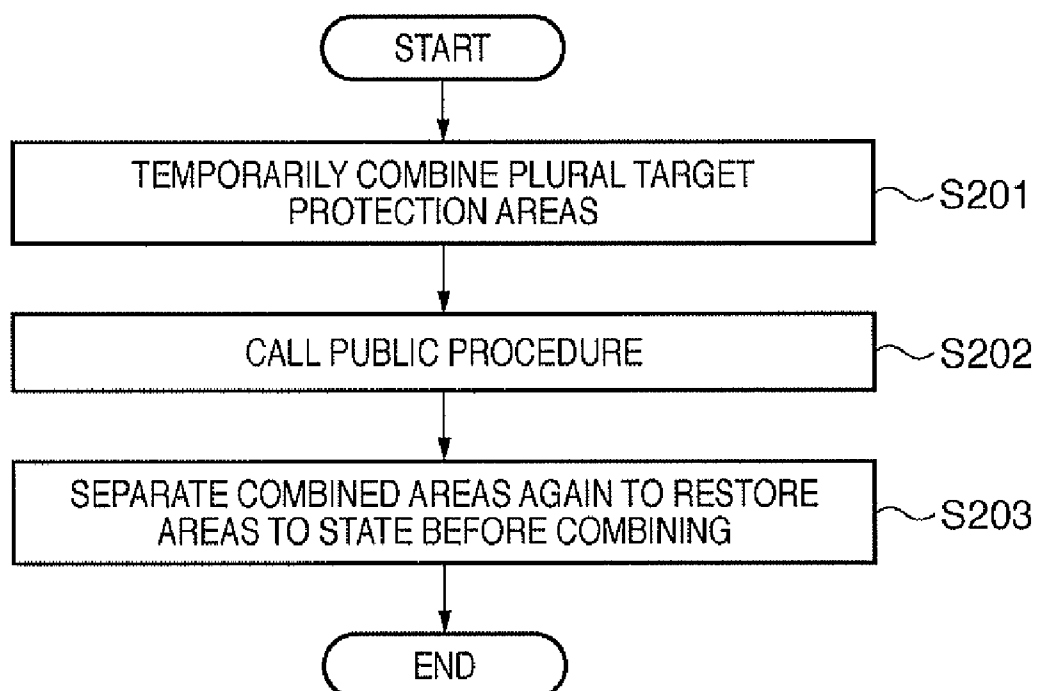 START
TEMPORARILY COMBINE PLURAL TARGET
PROTECTION AREAS
S201
CALL PUBLIC PROCEDURE
S202
SEPARATE COMBINED AREAS AGAIN TO RESTORE
AREAS TO STATE BEFORE COMBINING
S203
END